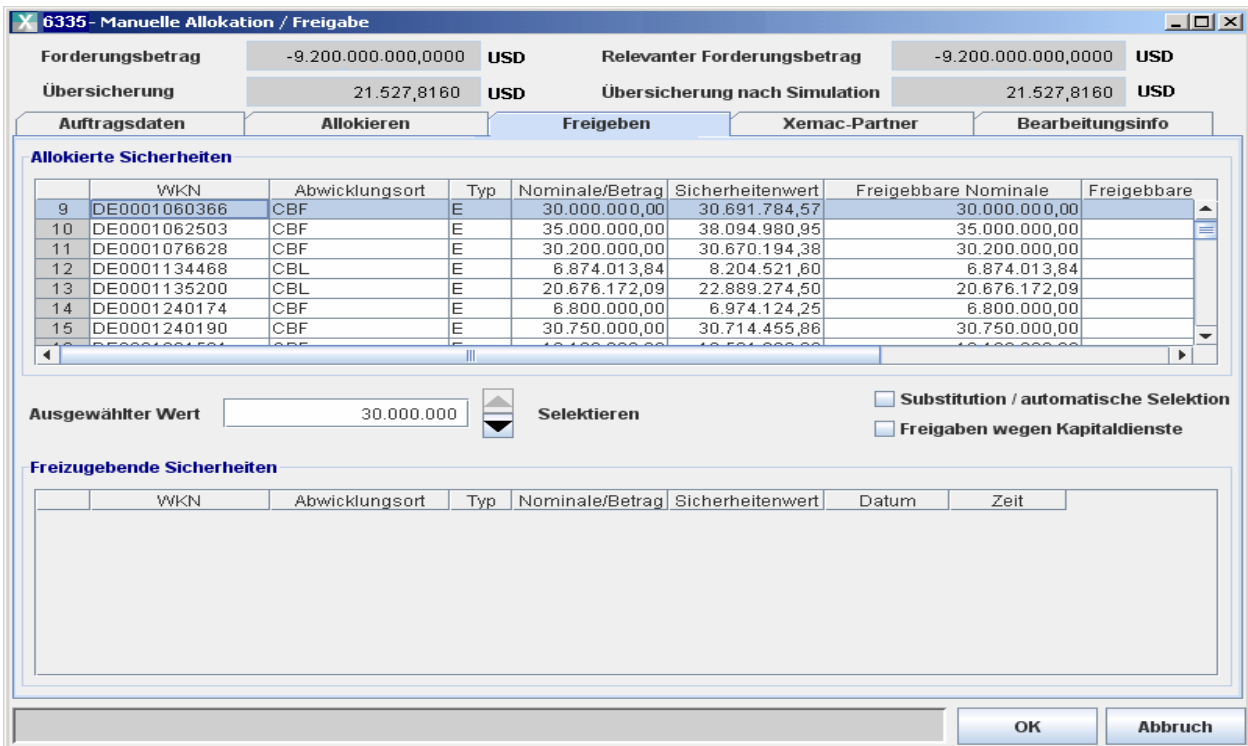 6335- Manuelle Allokation / Freigabe
Forderungsbetrag -9.200.000.000,0000 USD Relevanter Forderungsbetrag -9.200.000.000,0000 USD
Übersicherung 21.527,8160 USD Übersicherung nach Simulation 21.527,8160 USD
Auftragsdaten Allokieren Freigeben Xemac-Partner Bearbeitungsinfo
Allokierte Sicherheiten
WKN Abwicklungsort Typ Nominale/Betrag Sicherheitenwert Freigebbare Nominale Freigebbare
9 DE0001060366 CBF E 30.000.000,00 30.691.784,57 30.000.000,00
10 DE0001062503 CBF E 35.000.000,00 38.094.980,95 35.000.000,00
11 DE0001076628 CBF E 30.200.000,00 30.670.194,38 30.200.000,00
12 DE0001134468 CBL E 6.874.013,84 8.204.521,60 6.874.013,84
13 DE0001135200 CBL E 20.676.172,09 22.889.274,50 20.676.172,09
14 DE0001240174 CBF E 6.800.000,00 6.974.124,25 6.800.000,00
15 DE0001240190 CBF E 30.750.000,00 30.714.455,86 30.750.000,00
Ausgewählter Wert 30.000.000 Selektieren
Substitution / automatische Selektion
Freigaben wegen Kapitaldienste
Freizugebende Sicherheiten
WKN Abwicklungsort Typ Nominale/Betrag Sicherheitenwert Datum Zeit
OK Abbruch